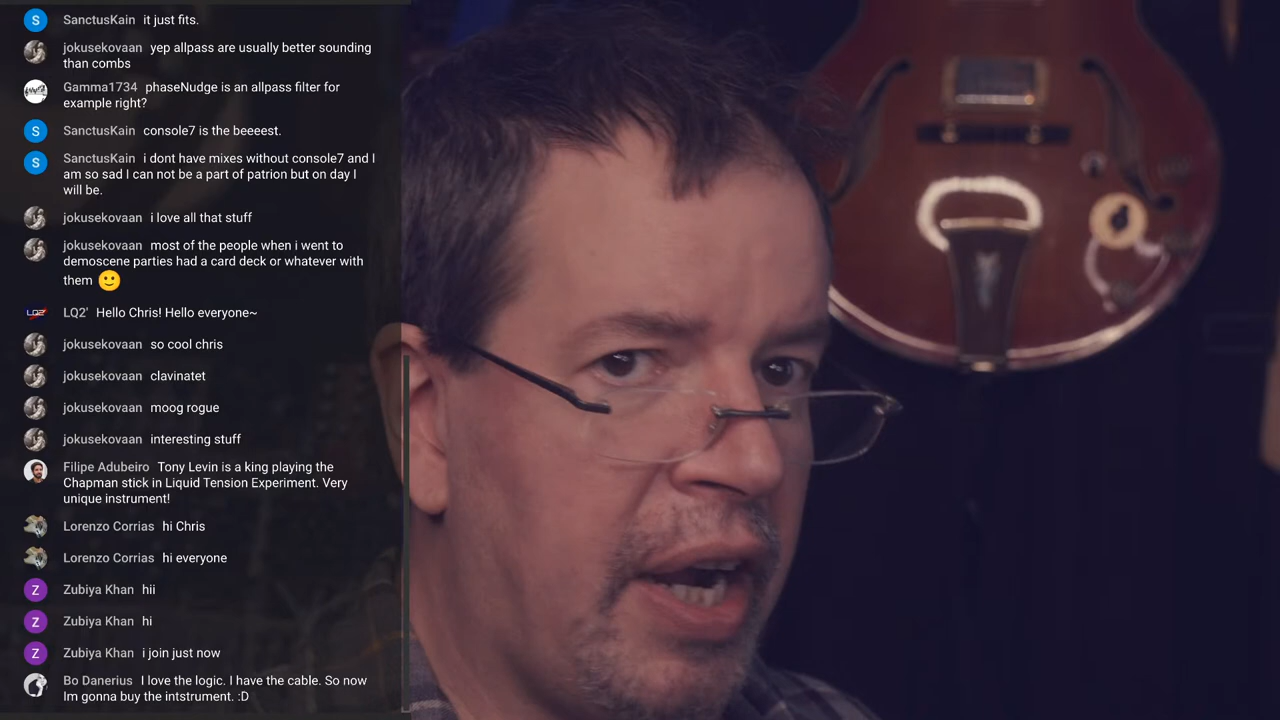 S SanctusKain it just fits.
jokusekovaan yep allpass are usually better sounding
than combs
Gamma1734 phaseNudge is an allpass filter for
example right?
S SanctusKain console7 is the beeeest.
S SanctusKain i dont have mixes without console7 and I
am so sad I can not be a part of patrion but on day I
will be.
jokusekovaan i love all that stuff
jokusekovaan most of the people when i went to
demoscene parties had a card deck or whatever with
them 🙂
LQ2' LQ2' Hello Chris! Hello everyone~
jokusekovaan so cool chris
jokusekovaan clavinatet
jokusekovaan moog rogue
jokusekovaan interesting stuff
Filipe Adubeiro Tony Levin is a king playing the
Chapman stick in Liquid Tension Experiment. Very
unique instrument!
Lorenzo Corrias hi Chris
Lorenzo Corrias hi everyone
Z Zubiya Khan hii
Z Zubiya Khan hi
Z Zubiya Khan i join just now
Bo Danerius I love the logic. I have the cable. So now
Im gonna buy the intstrument. :D